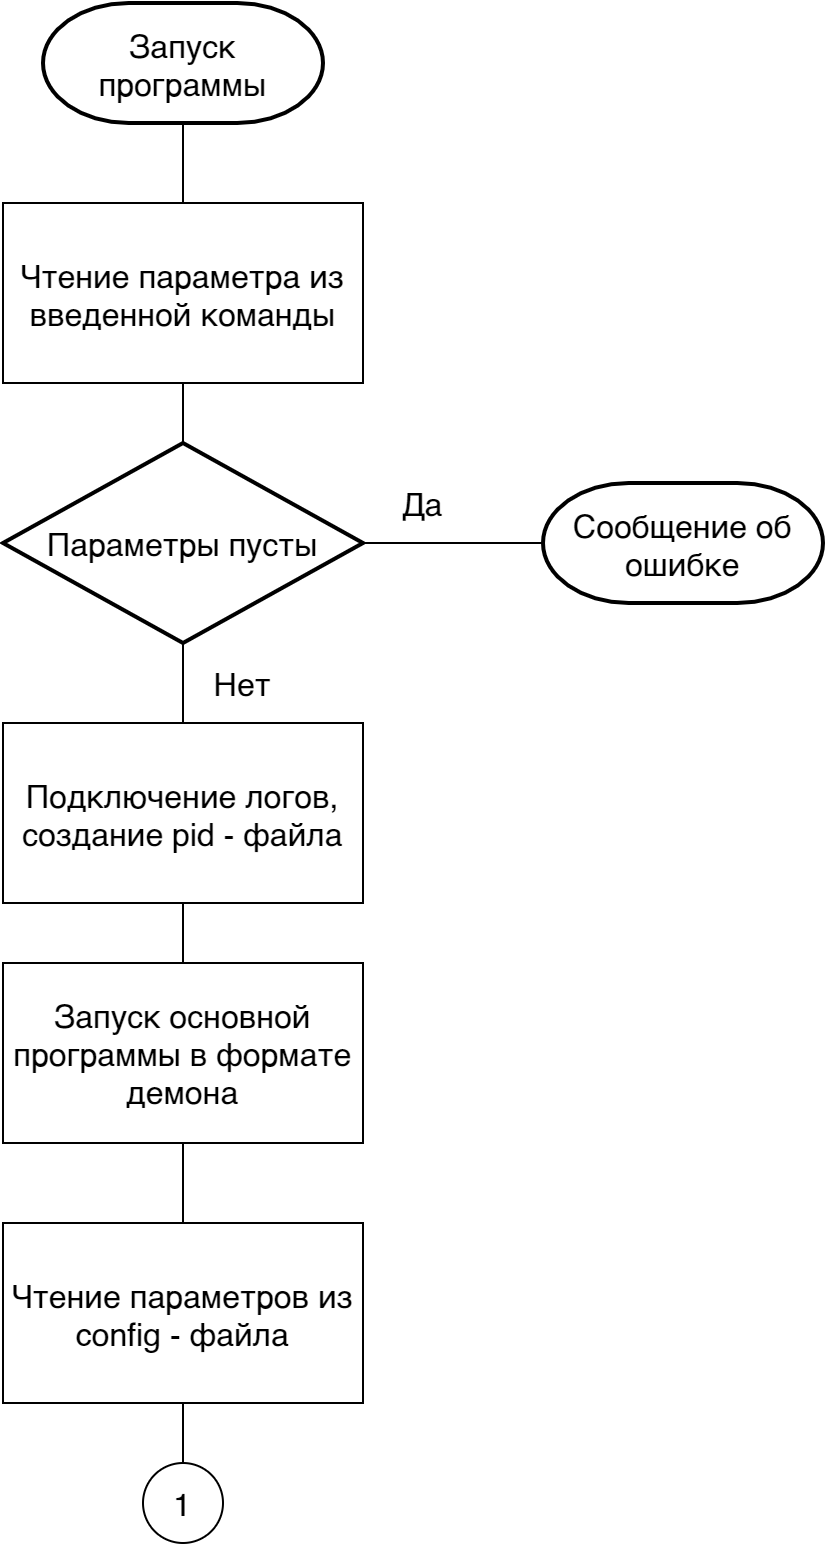 Запуск
программы
Чтение параметра из
введенной команды
Параметры пусты
Да
Сообщение об
ошибке
Нет
Подключение логов,
создание pid - файла
Запуск основной
программы в формате
демона
Чтение параметров из
config - файла
1